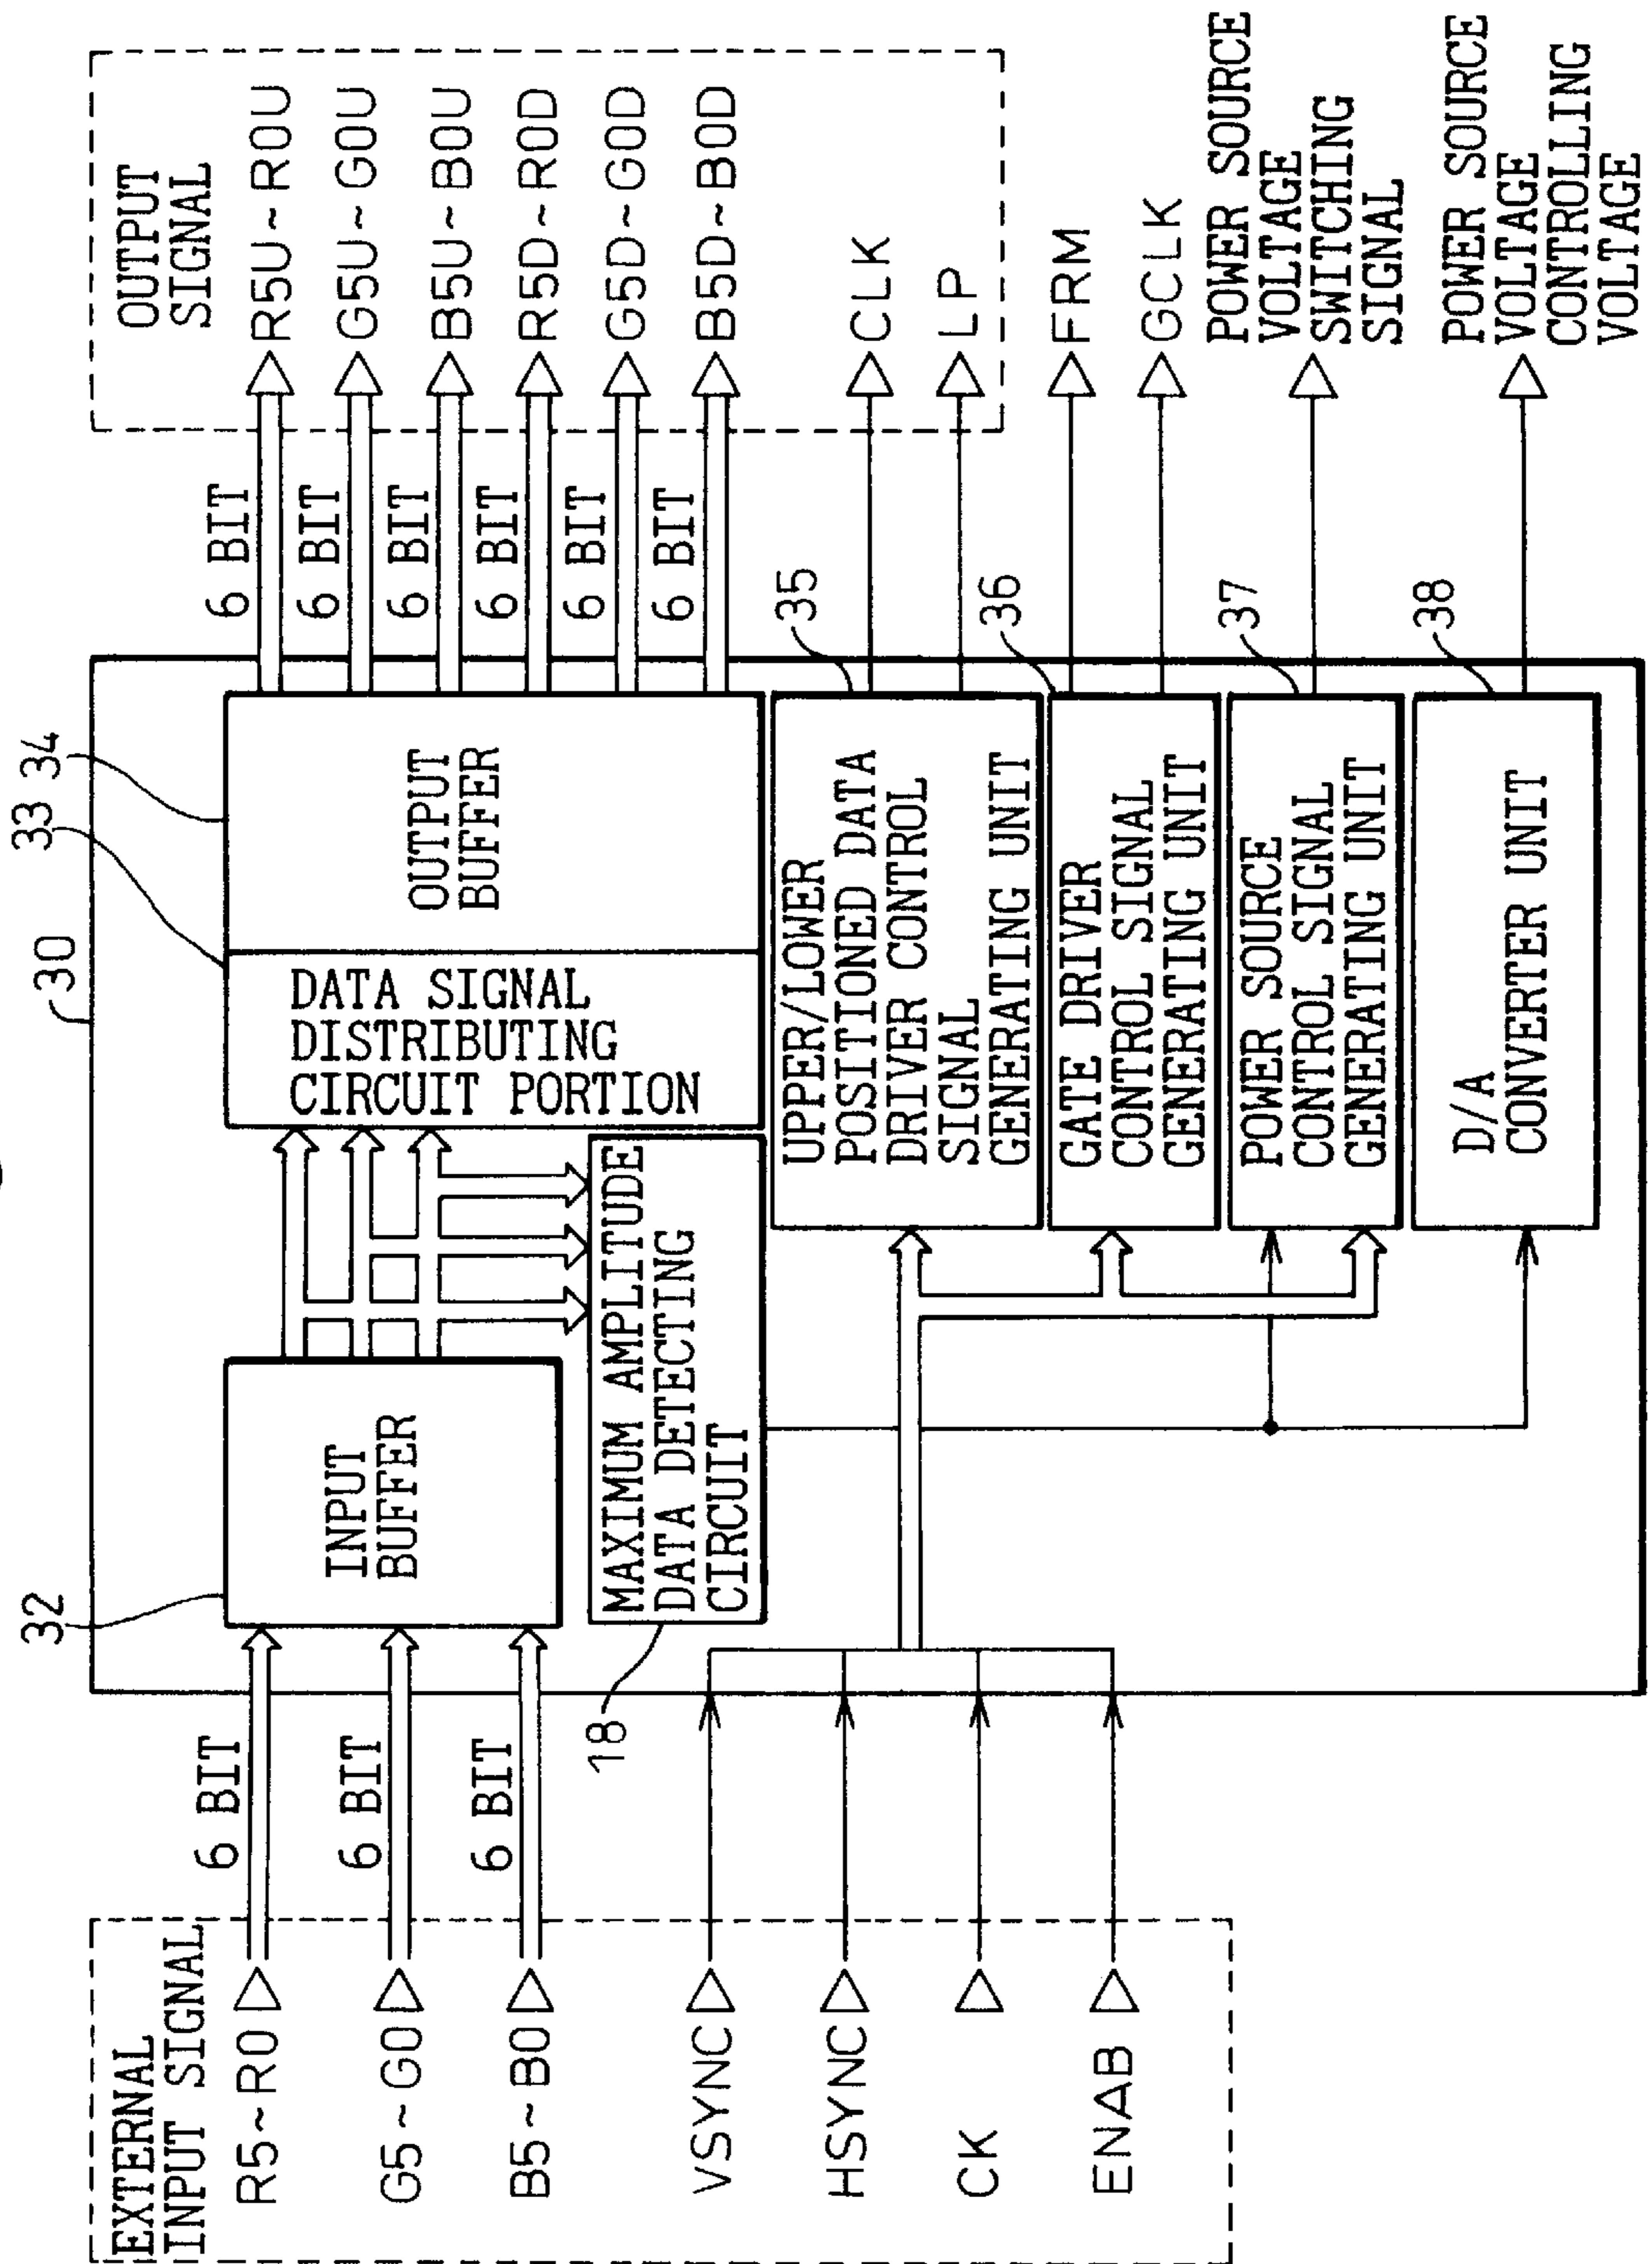 30
EXTERNAL
INPUT SIGNAL
R5~R0
G5~G0
B5~B0
VSYNC
HSYNC
CK
ENAB
6 BIT
6 BIT
6 BIT
32
INPUT
BUFFER
18
MAXIMUM AMPLITUDE
DATA DETECTING
CIRCUIT
33
DATA SIGNAL
DISTRIBUTING
CIRCUIT PORTION
34
OUTPUT
BUFFER
UPPER/LOWER
POSITIONED DATA
DRIVER CONTROL
SIGNAL
GENERATING UNIT
35
GATE DRIVER
CONTROL SIGNAL
GENERATING UNIT
36
POWER SOURCE
CONTROL SIGNAL
GENERATING UNIT
37
D/A
CONVERTER UNIT
38
6 BIT
6 BIT
6 BIT
6 BIT
6 BIT
6 BIT
OUTPUT
SIGNAL
R5U~R0U
G5U~G0U
B5U~B0U
R5D~R0D
G5D~G0D
B5D~B0D
CLK
LP
FRM
GCLK
POWER SOURCE
VOLTAGE
SWITCHING
SIGNAL
POWER SOURCE
VOLTAGE
CONTROLLING
VOLTAGE